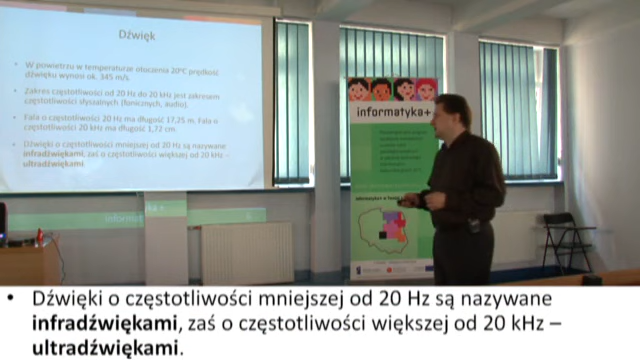 Dźwięk
• W powietrzu w temperaturze otoczenia 20°C prędkość
dźwięku wynosi ok. 345 m/s.
• Zakres częstotliwości od 20 Hz do 20 kHz jest zakresem
częstotliwości słyszalnych (fonicznych, audio).
• Fala o częstotliwości 20 Hz ma długość 17,25 m. Fala o
częstotliwości 20 kHz ma długość 1,72 cm.
• Dźwięki o częstotliwości mniejszej od 20 Hz są nazywane
infradźwiękami, zaś o częstotliwości większej od 20 kHz –
ultradźwiękami.
informatyka+
• Dźwięki o częstotliwości mniejszej od 20 Hz są nazywane
infradźwiękami, zaś o częstotliwości większej od 20 kHz –
ultradźwiękami.